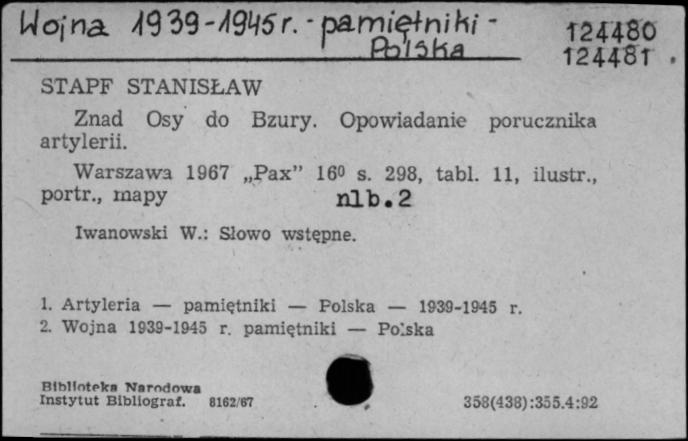 Wojna 1939-1945 r. - pamiętniki -
Polska
124480
124481.
STAPF STANISŁAW
Znad Osy do Bzury. Opowiadanie porucznika
artylerii.
Warszawa 1967 „Pax” 16⁰ s. 298, tabl. 11, ilustr.,
portr., mapy nlb.2
Iwanowski W.: Słowo wstępne.
1. Artyleria — pamiętniki — Polska — 1939-1945 r.
2. Wojna 1939-1945 r. pamiętniki — Polska
Biblioteka Narodowa
Instytut Bibliograf. 8162/67
358(438):355.4:92